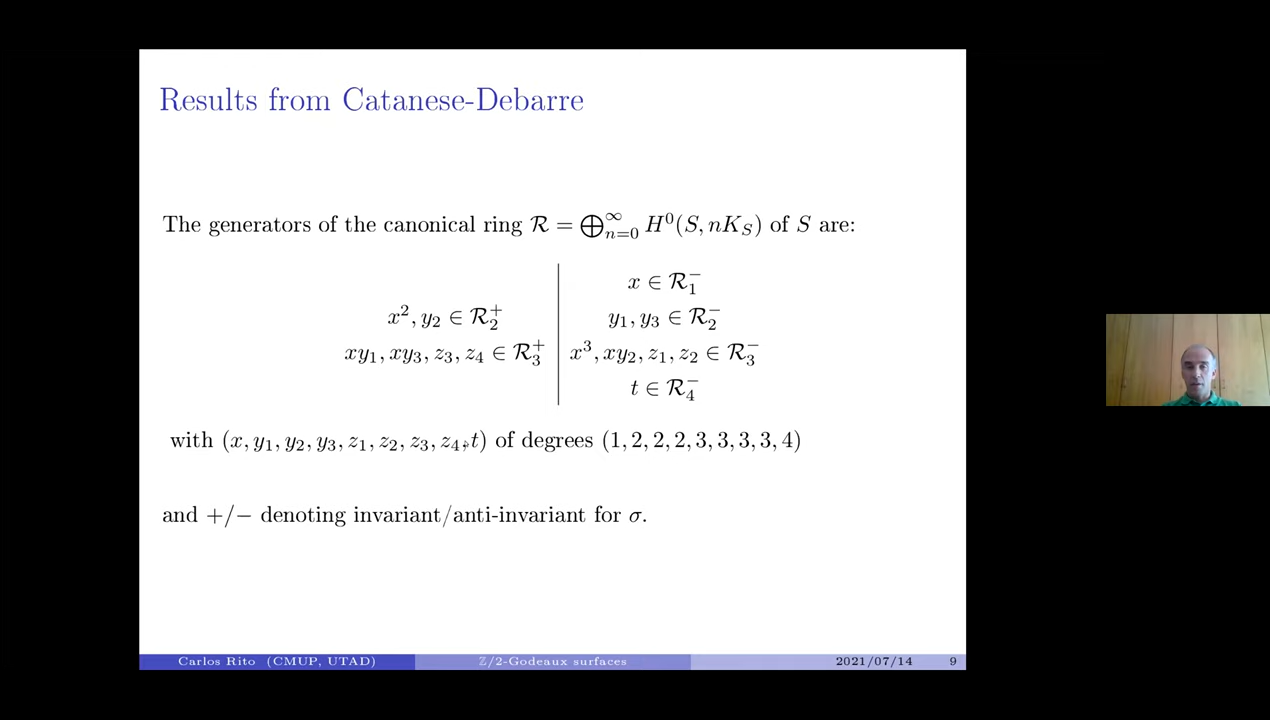 Results from Catanese-Debarre
The generators of the canonical ring $\mathcal{R} = \bigoplus_{n=0}^{\infty} H^0(S, nK_S)$ of $S$ are:
$x \in \mathcal{R}_1^-$
$x^2, y_2 \in \mathcal{R}_2^+$ $y_1, y_3 \in \mathcal{R}_2^-$
$xy_1, xy_3, z_3, z_4 \in \mathcal{R}_3^+$ $x^3, xy_2, z_1, z_2 \in \mathcal{R}_3^-$
$t \in \mathcal{R}_4^-$
with $(x, y_1, y_2, y_3, z_1, z_2, z_3, z_4, t)$ of degrees $(1, 2, 2, 2, 3, 3, 3, 3, 4)$
and +/− denoting invariant/anti-invariant for $\sigma$.
Carlos Rito (CMUP, UTAD) ℤ/2-Godeaux surfaces 2021/07/14 9